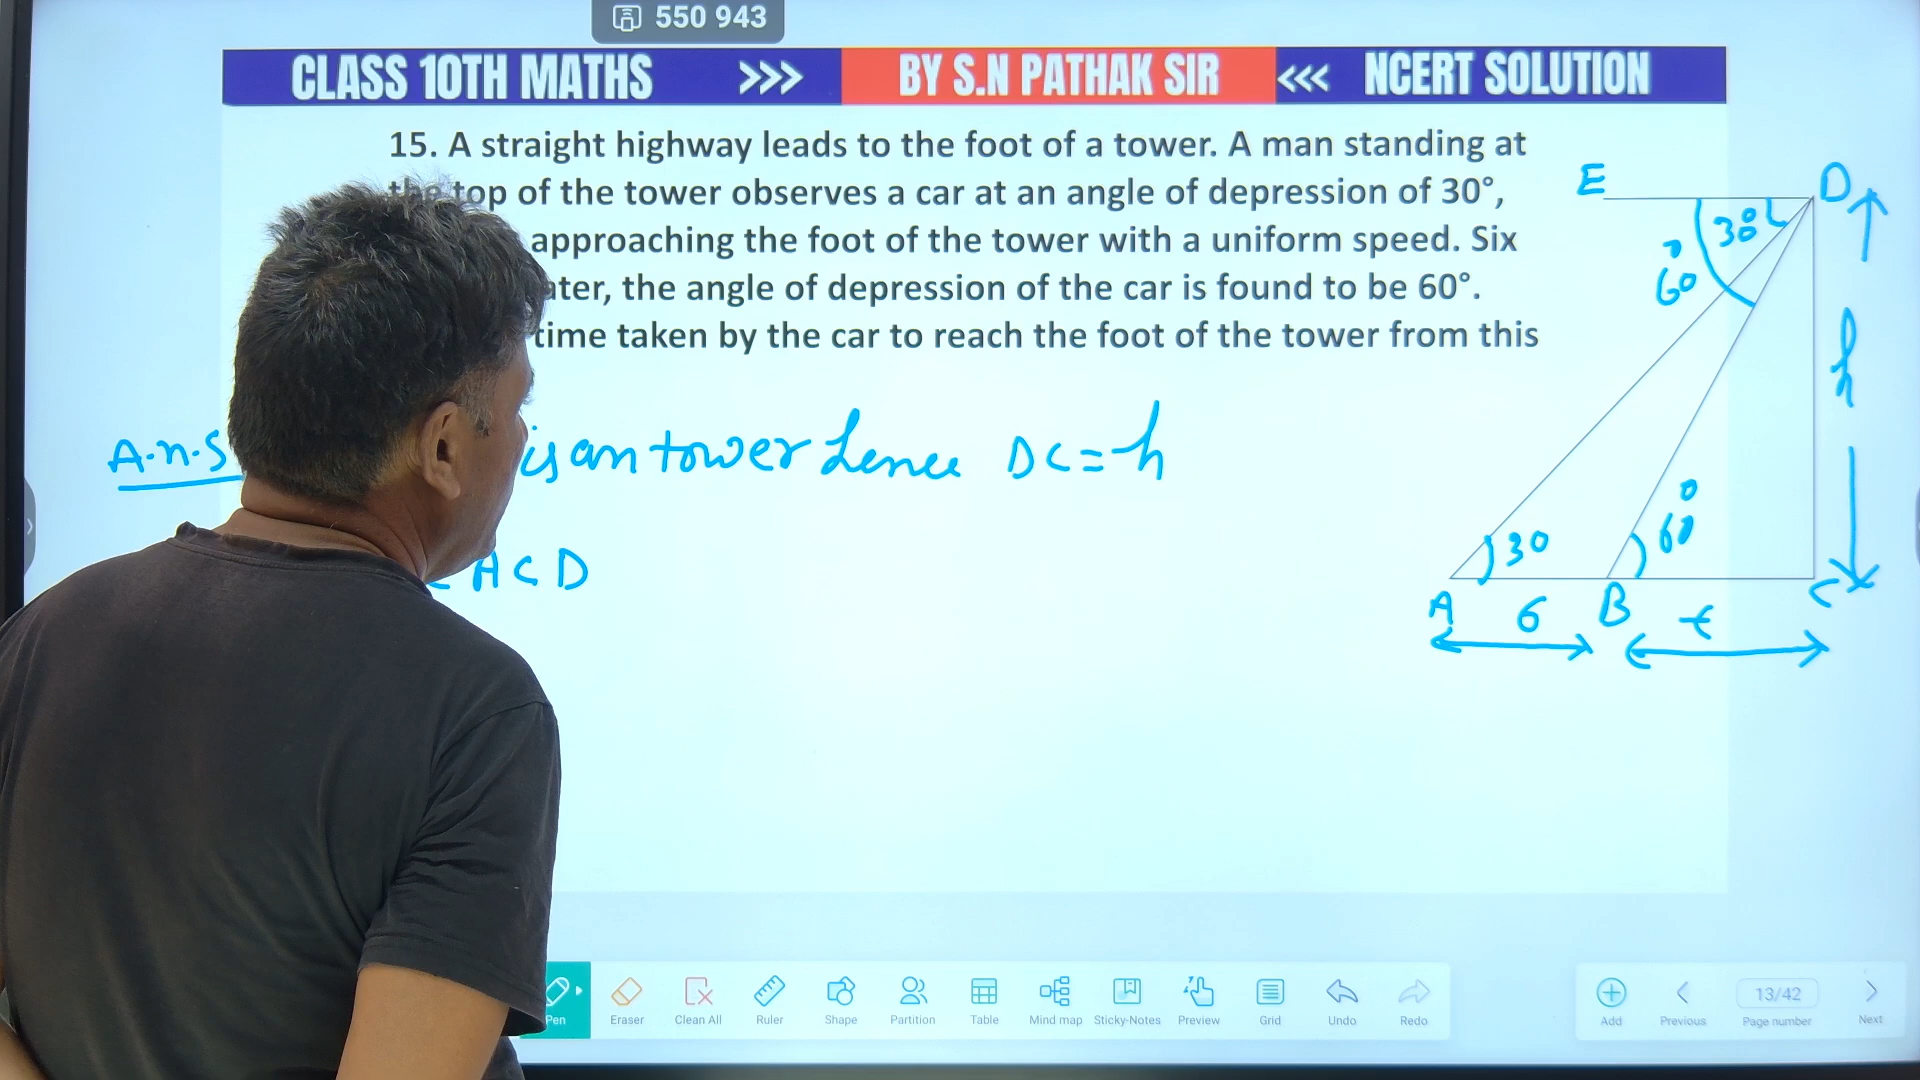 550 943
CLASS 10TH MATHS >>> BY S.N PATHAK SIR <<< NCERT SOLUTION
15. A straight highway leads to the foot of a tower. A man standing at
the top of the tower observes a car at an angle of depression of 30°,
approaching the foot of the tower with a uniform speed. Six
ater, the angle of depression of the car is found to be 60°.
time taken by the car to reach the foot of the tower from this
E D
30°
60°
h
A.n.s is an tower hence DC = h
ACD
30 60°
A 6 B t C
Pen Eraser Clean All Ruler Shape Partition Table Mind map Sticky-Notes Preview Grid Undo Redo
Add Previous 13/42 Page number Next